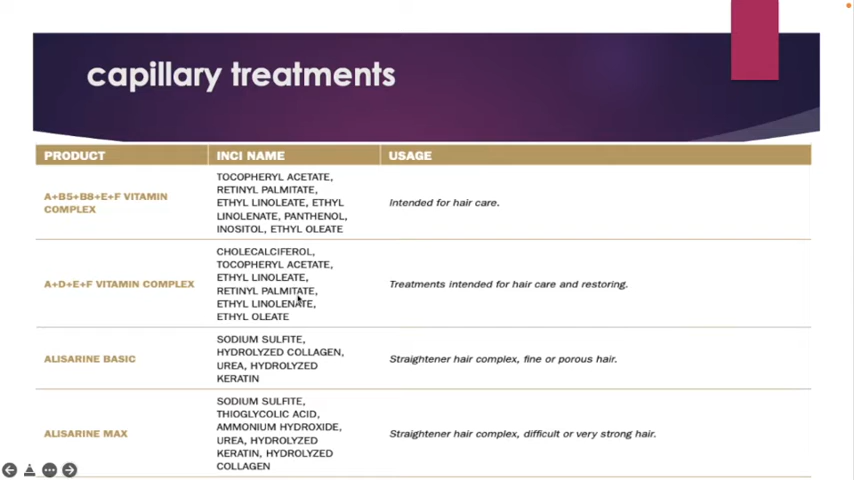 capillary treatments
PRODUCT INCI NAME USAGE
A+B5+B8+E+F VITAMIN
COMPLEX
TOCOPHERYL ACETATE,
RETINYL PALMITATE,
ETHYL LINOLEATE, ETHYL
LINOLENATE, PANTHENOL,
INOSITOL, ETHYL OLEATE
Intended for hair care.
A+D+E+F VITAMIN COMPLEX
CHOLECALCIFEROL,
TOCOPHERYL ACETATE,
ETHYL LINOLEATE,
RETINYL PALMITATE,
ETHYL LINOLENATE,
ETHYL OLEATE
Treatments intended for hair care and restoring.
ALISARINE BASIC
SODIUM SULFITE,
HYDROLYZED COLLAGEN,
UREA, HYDROLYZED
KERATIN
Straightener hair complex, fine or porous hair.
ALISARINE MAX
SODIUM SULFITE,
THIOGLYCOLIC ACID,
AMMONIUM HYDROXIDE,
UREA, HYDROLYZED
KERATIN, HYDROLYZED
COLLAGEN
Straightener hair complex, difficult or very strong hair.